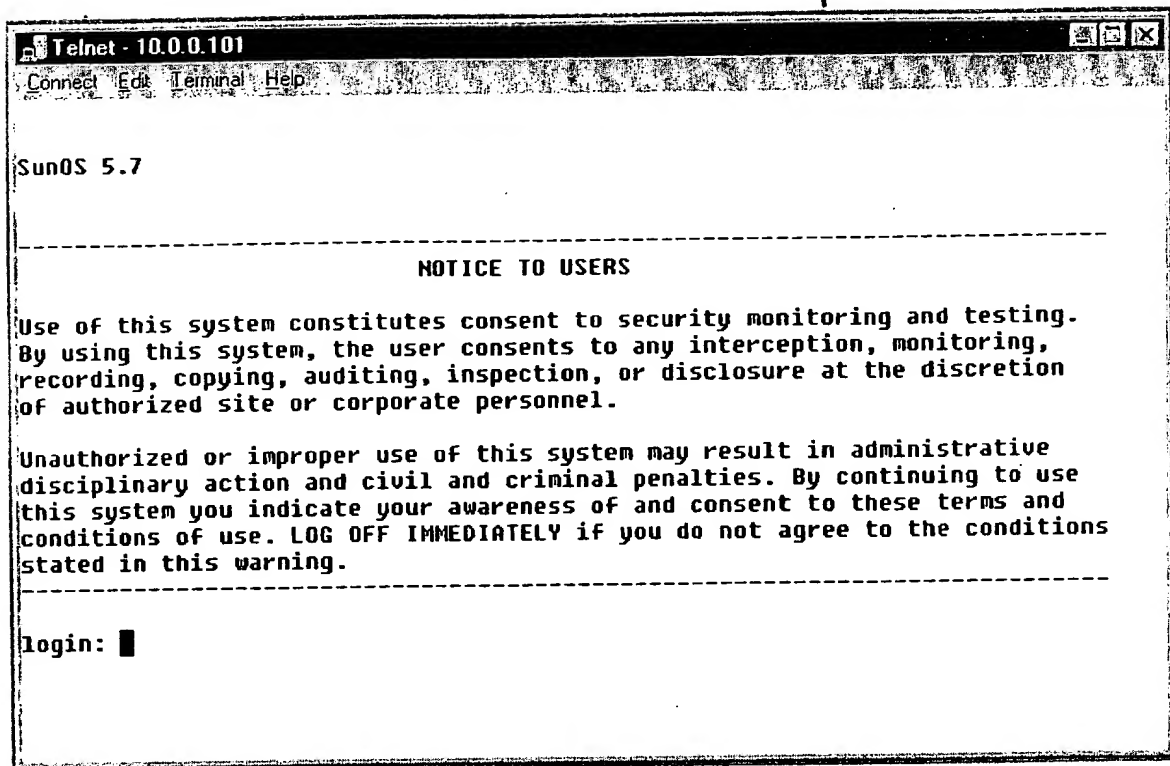 Telnet - 10.0.0.101
Connect Edit Terminal Help
SunOS 5.7
NOTICE TO USERS
Use of this system constitutes consent to security monitoring and testing.
By using this system, the user consents to any interception, monitoring,
recording, copying, auditing, inspection, or disclosure at the discretion
of authorized site or corporate personnel.
Unauthorized or improper use of this system may result in administrative
disciplinary action and civil and criminal penalties. By continuing to use
this system you indicate your awareness of and consent to these terms and
conditions of use. LOG OFF IMMEDIATELY if you do not agree to the conditions
stated in this warning.
login: